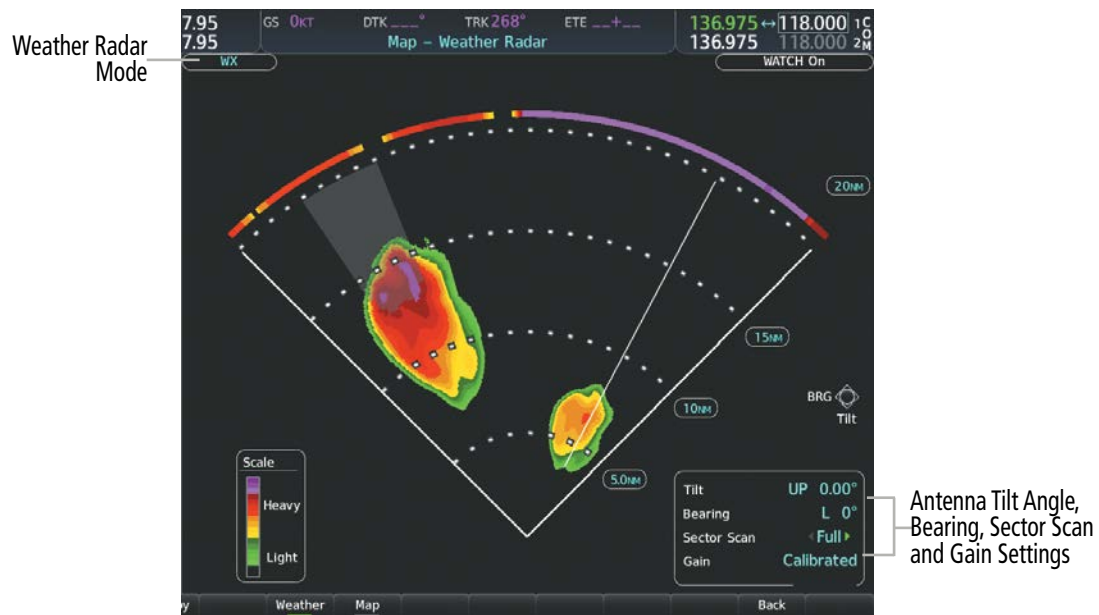 7.95 GS 0KT DTK ___° TRK 268° ETE __+__ 136.975 ↔ 118.000 1 C
O
7.95 Map – Weather Radar 136.975 118.000 2 M
Weather Radar
Mode
WX
WATCH On
20NM
15NM
BRG
Tilt
10NM
5.0NM
Scale
Heavy
Light
Tilt UP 0.00°
Bearing L 0°
Sector Scan Full
Gain Calibrated
Antenna Tilt Angle,
Bearing, Sector Scan
and Gain Settings
Weather Map Back